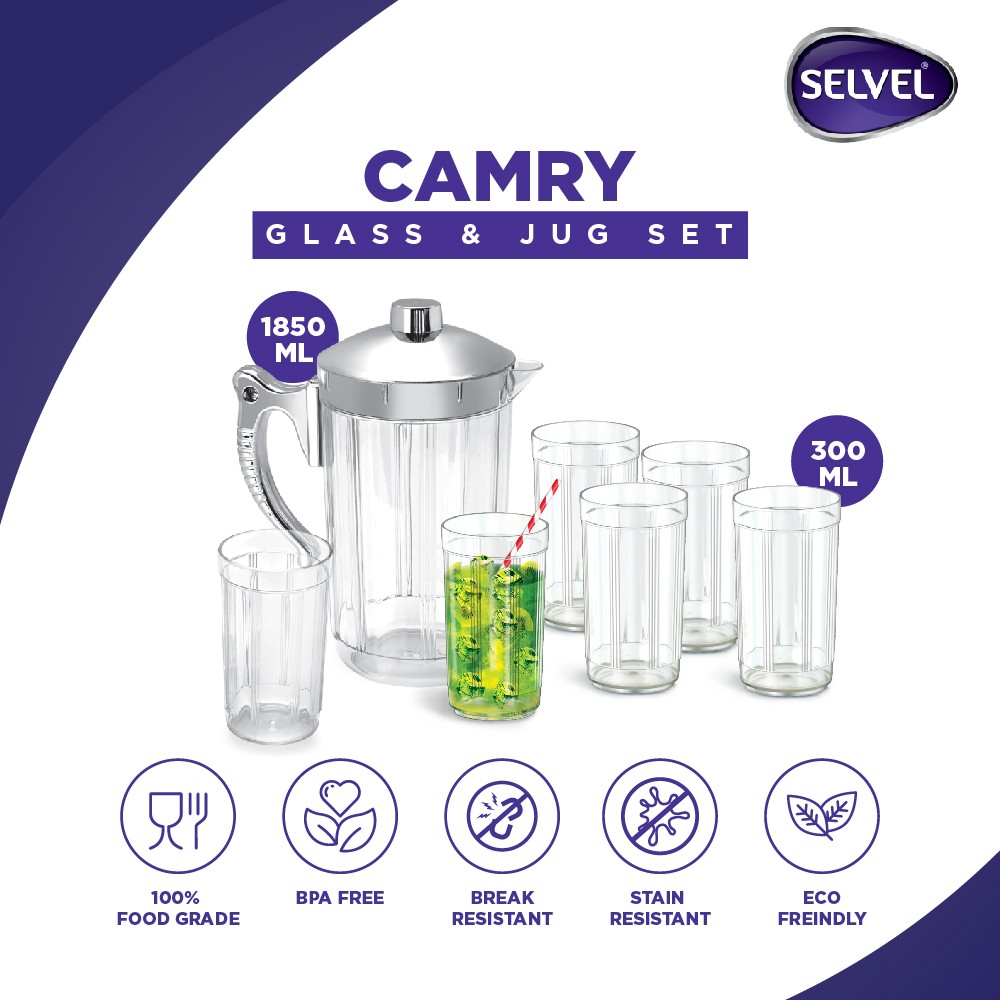 SELVEL®
CAMRY
GLASS & JUG SET
1850
ML
300
ML
100%
FOOD GRADE
BPA FREE
BREAK
RESISTANT
STAIN
RESISTANT
ECO
FREINDLY